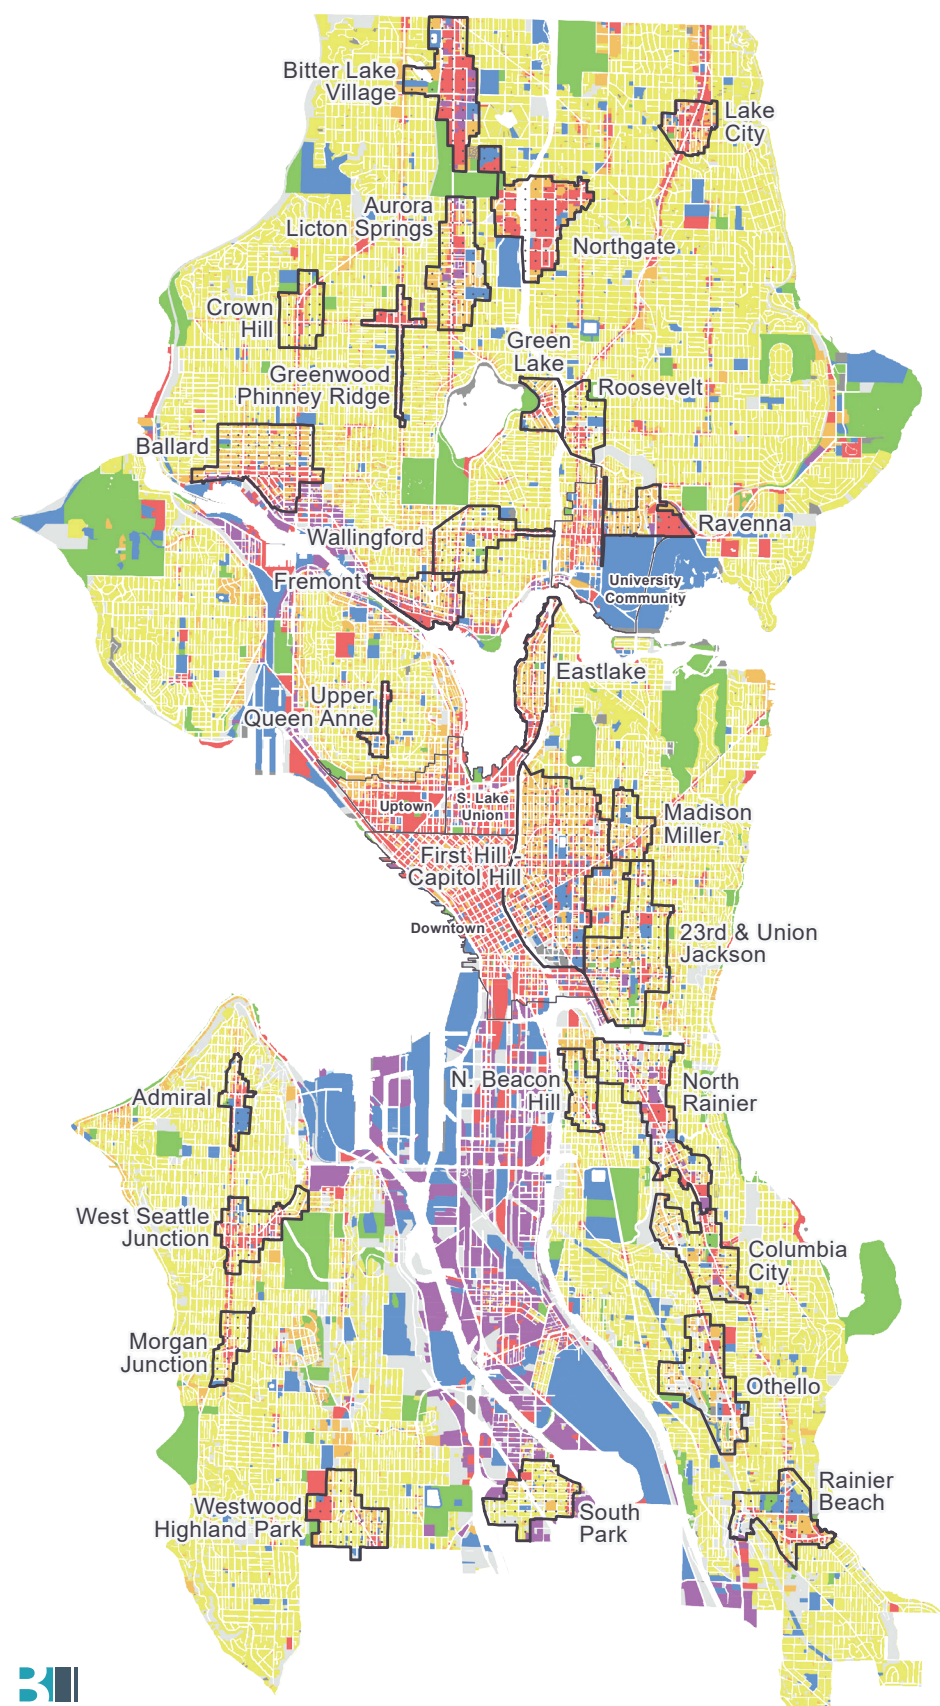 Bitter Lake
Village
Lake
City
Aurora
Licton Springs
Northgate
Crown
Hill
Green
Lake
Greenwood
Phinney Ridge
Roosevelt
Ballard
Ravenna
Wallingford
Fremont
University
Community
Eastlake
Upper
Queen Anne
Uptown
S. Lake
Union
Madison
Miller
First Hill -
Capitol Hill
Downtown
23rd & Union
Jackson
N. Beacon
Hill
North
Rainier
Admiral
West Seattle
Junction
Columbia
City
Morgan
Junction
Othello
Rainier
Beach
Westwood
Highland Park
South
Park